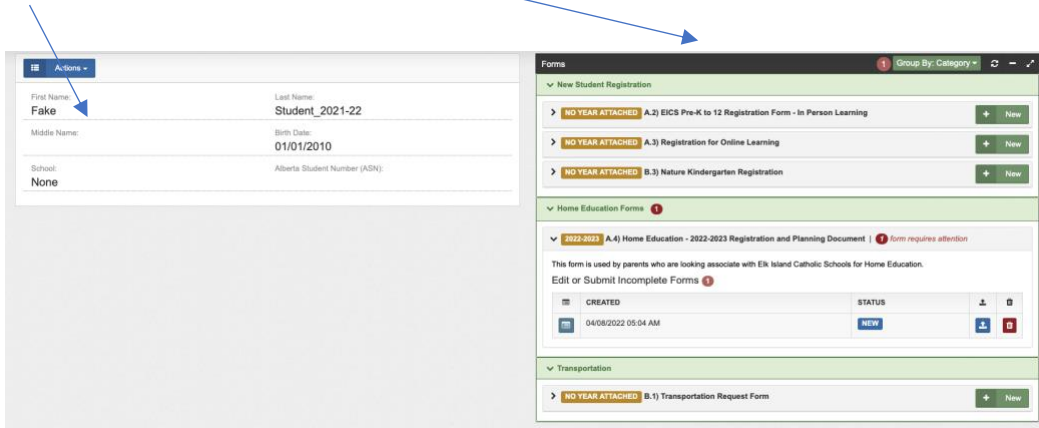 Actions
First Name:
Last Name:
Fake
Student_2021-22
Middle Name:
Birth Date:
01/01/2010
School:
Alberta Student Number (ASN):
None
Forms
1 Group By: Category
New Student Registration
NO YEAR ATTACHED A.2) EICS Pre-K to 12 Registration Form - In Person Learning
+ New
NO YEAR ATTACHED A.3) Registration for Online Learning
+ New
NO YEAR ATTACHED B.3) Nature Kindergarten Registration
+ New
Home Education Forms 1
2022-2023 A.4) Home Education - 2022-2023 Registration and Planning Document | 1 form requires attention
This form is used by parents who are looking associate with Elk Island Catholic Schools for Home Education.
Edit or Submit Incomplete Forms 1
CREATED STATUS
04/08/2022 05:04 AM NEW
Transportation
NO YEAR ATTACHED B.1) Transportation Request Form
+ New